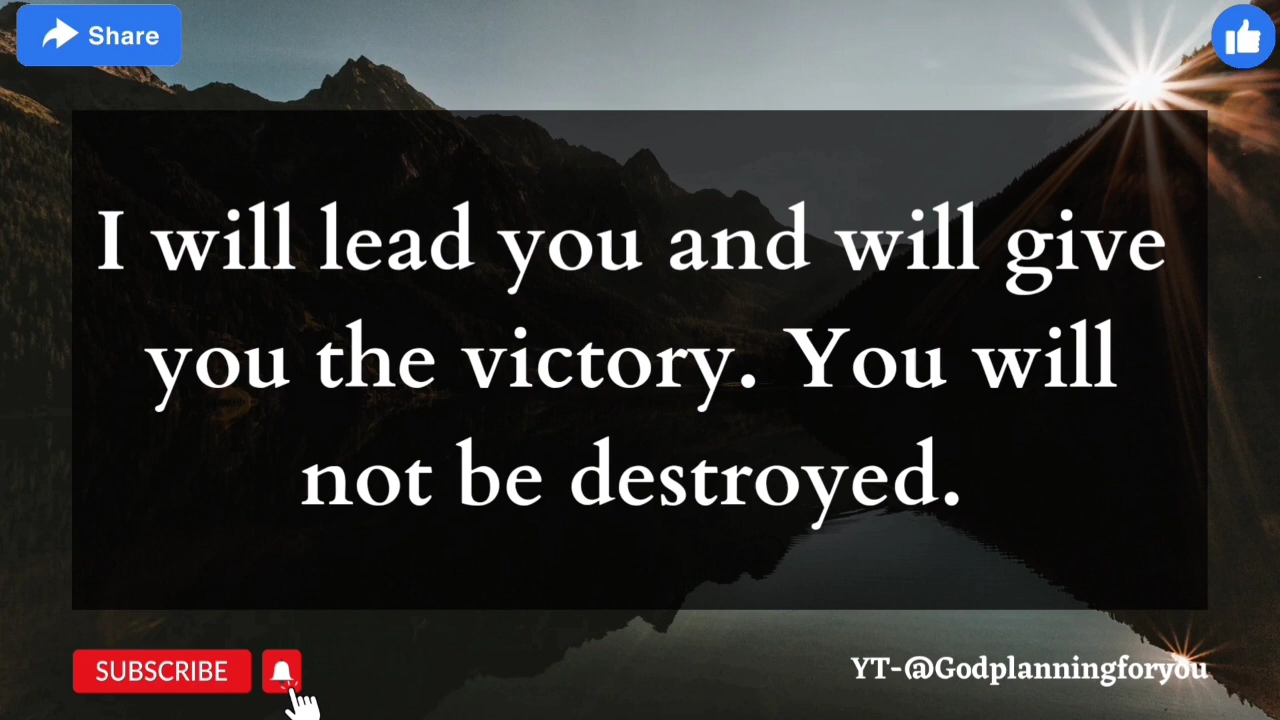 Share
I will lead you and will give
you the victory. You will
not be destroyed.
SUBSCRIBE
YT-@Godplanningforyou